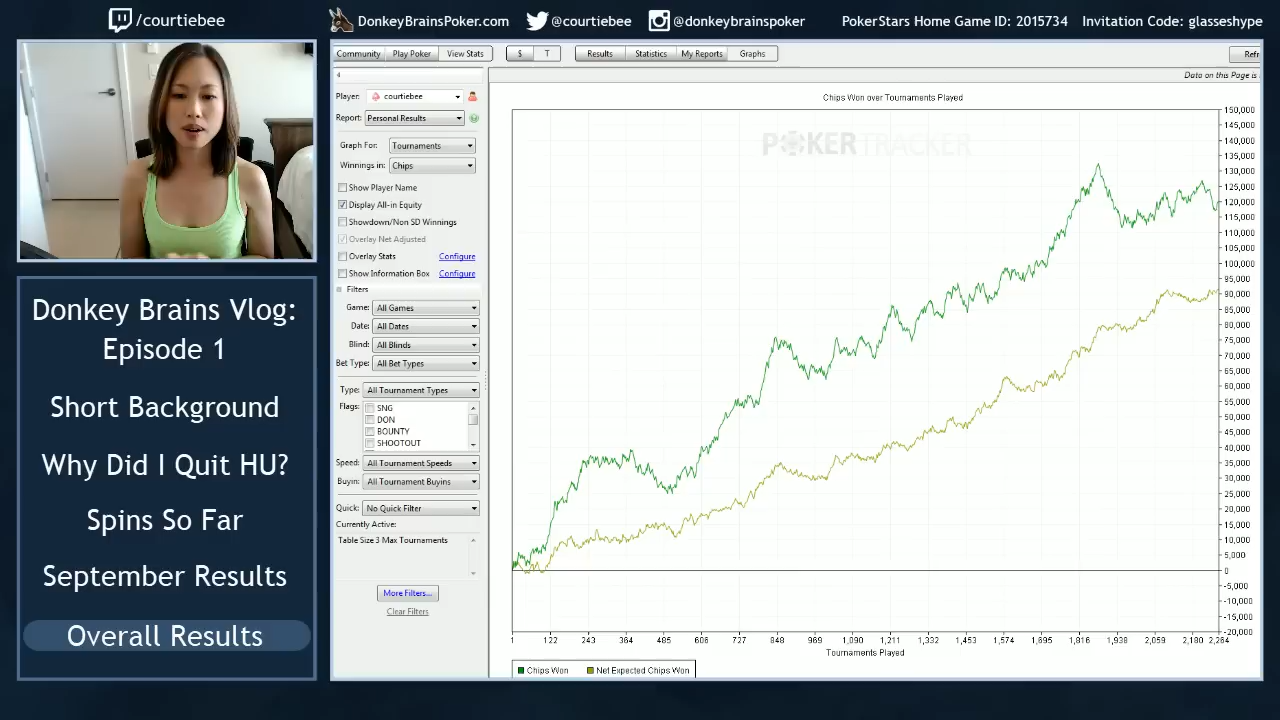 /courtiebee
DonkeyBrainsPoker.com
@courtiebee
@donkeybrainspoker
PokerStars Home Game ID: 2015734
Invitation Code: glasseshype
Donkey Brains Vlog:
Episode 1
Short Background
Why Did I Quit HU?
Spins So Far
September Results
Overall Results
Community
Play Poker
View Stats
$
T
Results
Statistics
My Reports
Graphs
Refr
Data on this Page is
Player:
courtiebee
Report:
Personal Results
Graph For:
Tournaments
Winnings in:
Chips
Show Player Name
Display All-in Equity
Showdown/Non SD Winnings
Overlay Net Adjusted
Overlay Stats
Configure
Show Information Box
Configure
Filters
Game:
All Games
Date:
All Dates
Blind:
All Blinds
Bet Type:
All Bet Types
Type:
All Tournament Types
Flags:
SNG
DON
BOUNTY
SHOOTOUT
Speed:
All Tournament Speeds
Buyin:
All Tournament Buyins
Quick:
No Quick Filter
Currently Active:
Table Size 3 Max Tournaments
More Filters...
Clear Filters
Chips Won over Tournaments Played
POKERTRACKER
150,000
145,000
140,000
135,000
130,000
125,000
120,000
115,000
110,000
105,000
100,000
95,000
90,000
85,000
80,000
75,000
70,000
65,000
60,000
55,000
50,000
45,000
40,000
35,000
30,000
25,000
20,000
15,000
10,000
5,000
0
-5,000
-10,000
-15,000
-20,000
1 122 243 364 485 606 727 848 969 1,090 1,211 1,332 1,453 1,574 1,695 1,816 1,938 2,059 2,180 2,284
Tournaments Played
Chips Won
Net Expected Chips Won